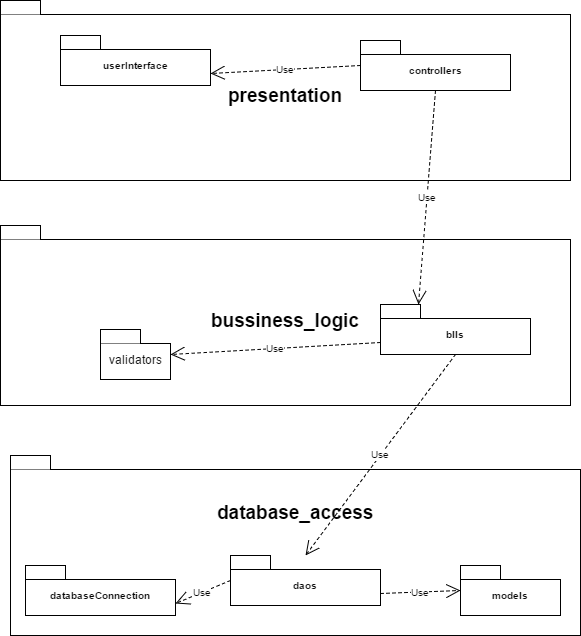 userInterface
Use
controllers
presentation
Use
bussiness_logic
blls
Use
validators
Use
database_access
databaseConnection
Use
daos
Use
models